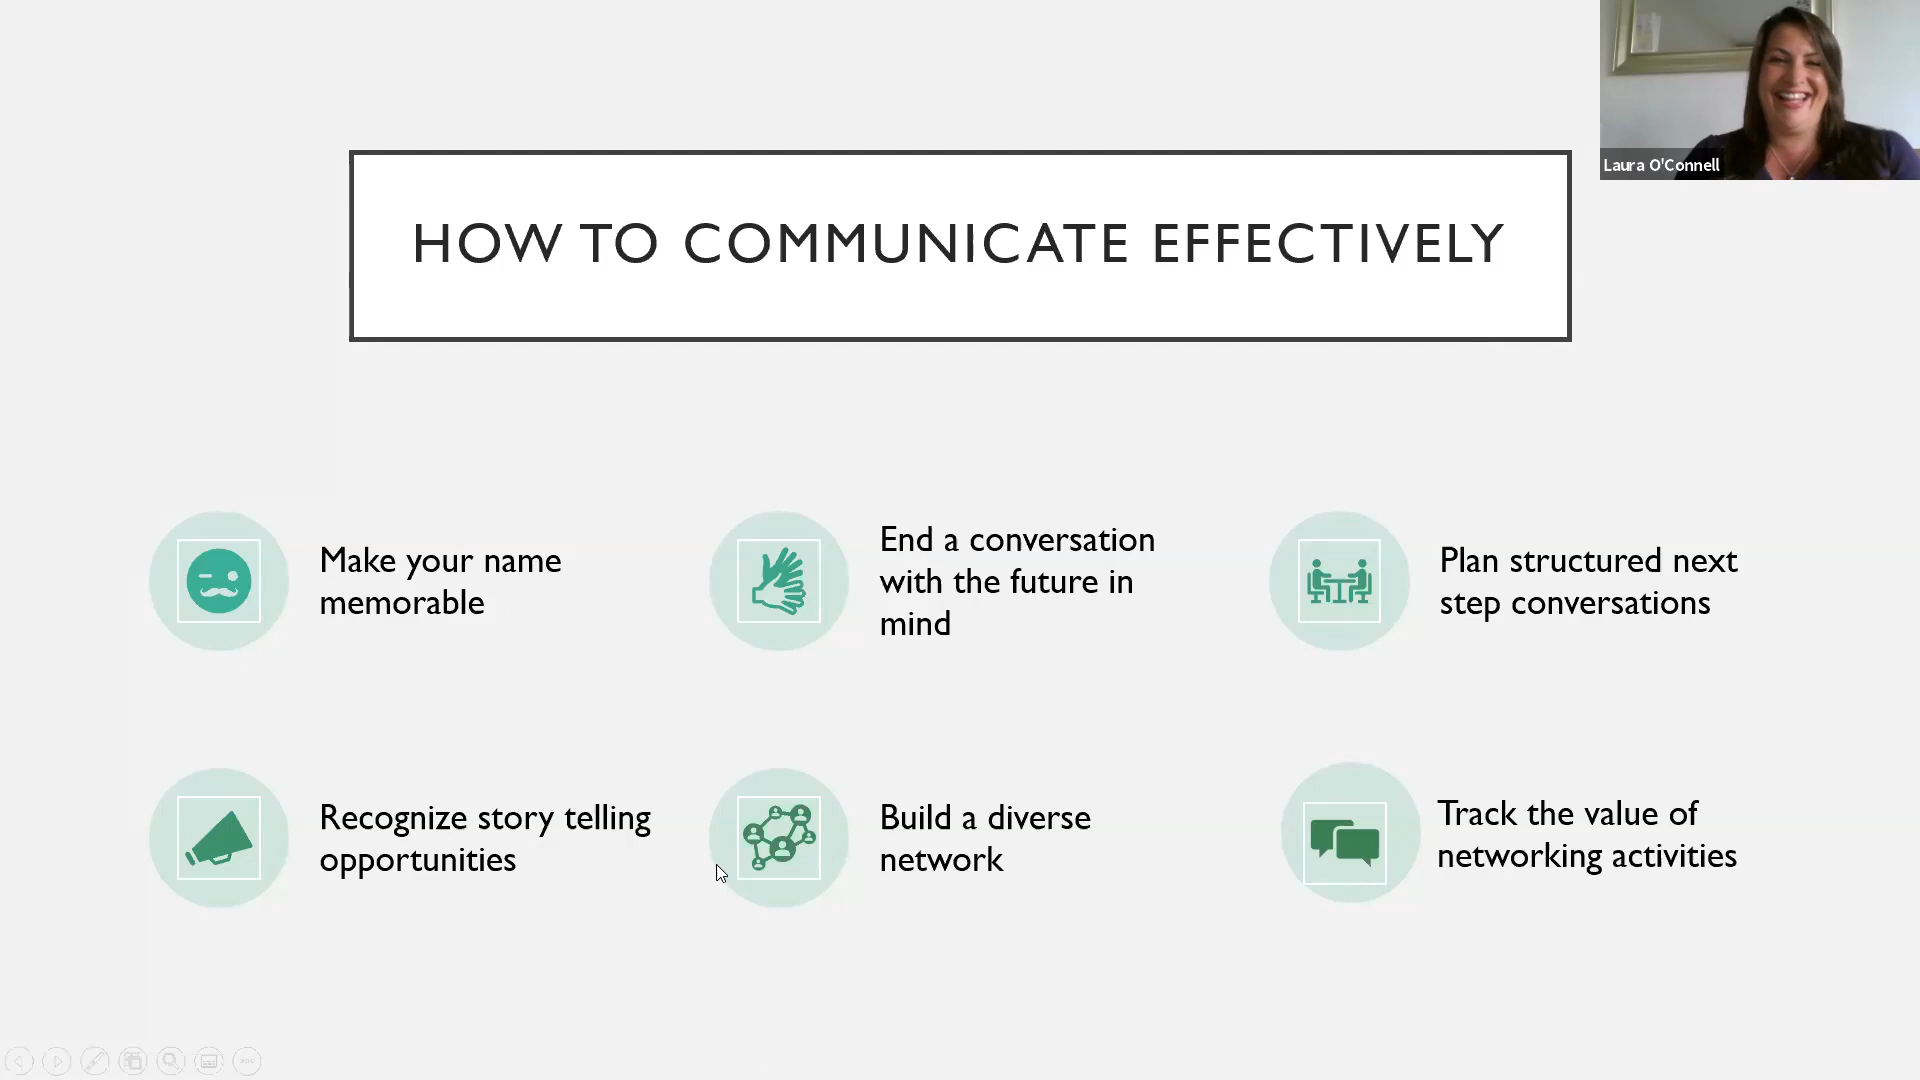 Laura O'Connell
HOW TO COMMUNICATE EFFECTIVELY
Make your name
memorable
End a conversation
with the future in
mind
Plan structured next
step conversations
Recognize story telling
opportunities
Build a diverse
network
Track the value of
networking activities